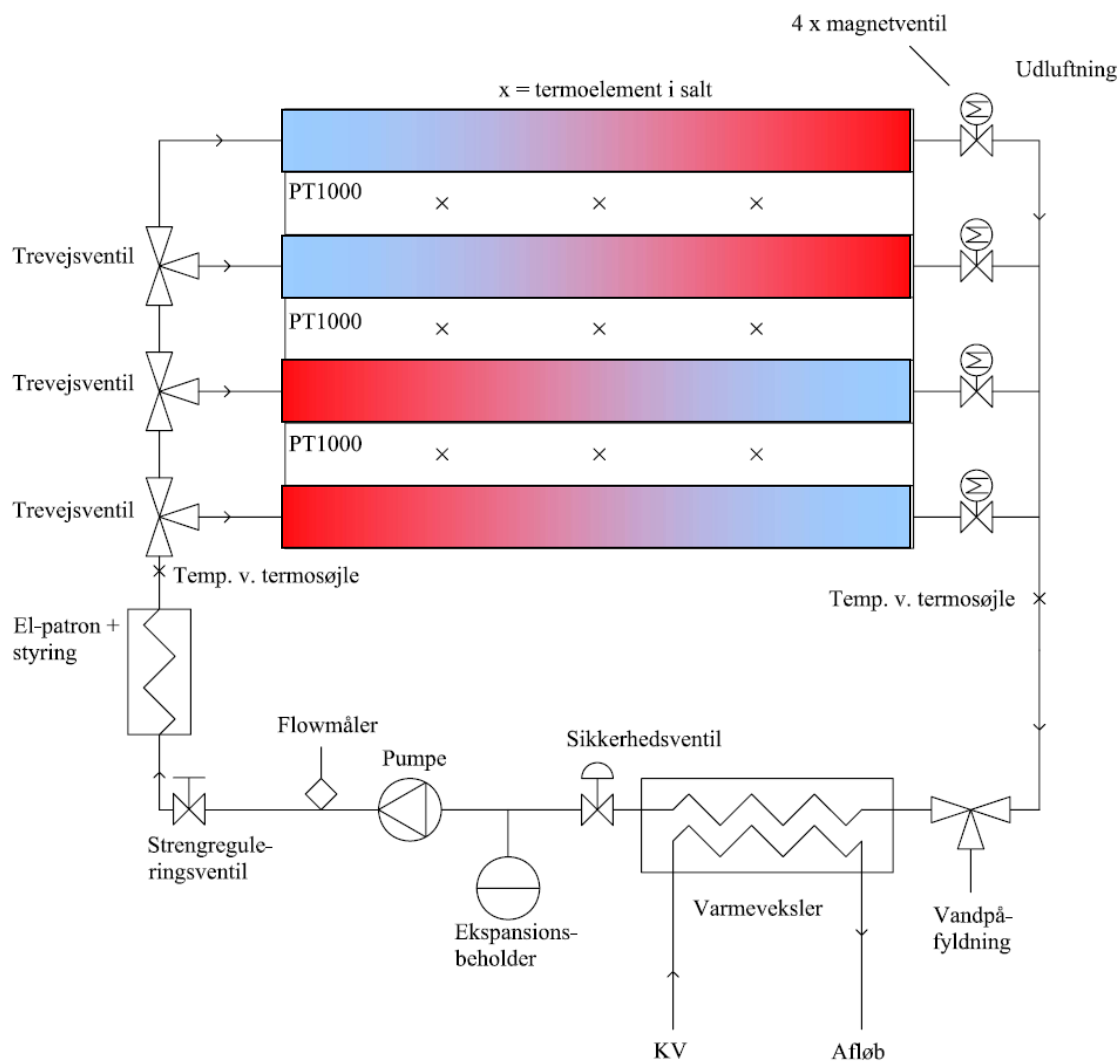 4 x magnetventil
Udluftning
x = termoelement i salt
M
PT1000
Trevejsventil
M
PT1000
Trevejsventil
M
PT1000
Trevejsventil
M
Temp. v. termosøjle
Temp. v. termosøjle
El-patron +
styring
Flowmåler
Pumpe
Sikkerhedsventil
Strengregule-
ringsventil
Ekspansions-
beholder
Varmeveksler
Vandpå-
fyldning
KV
Afløb